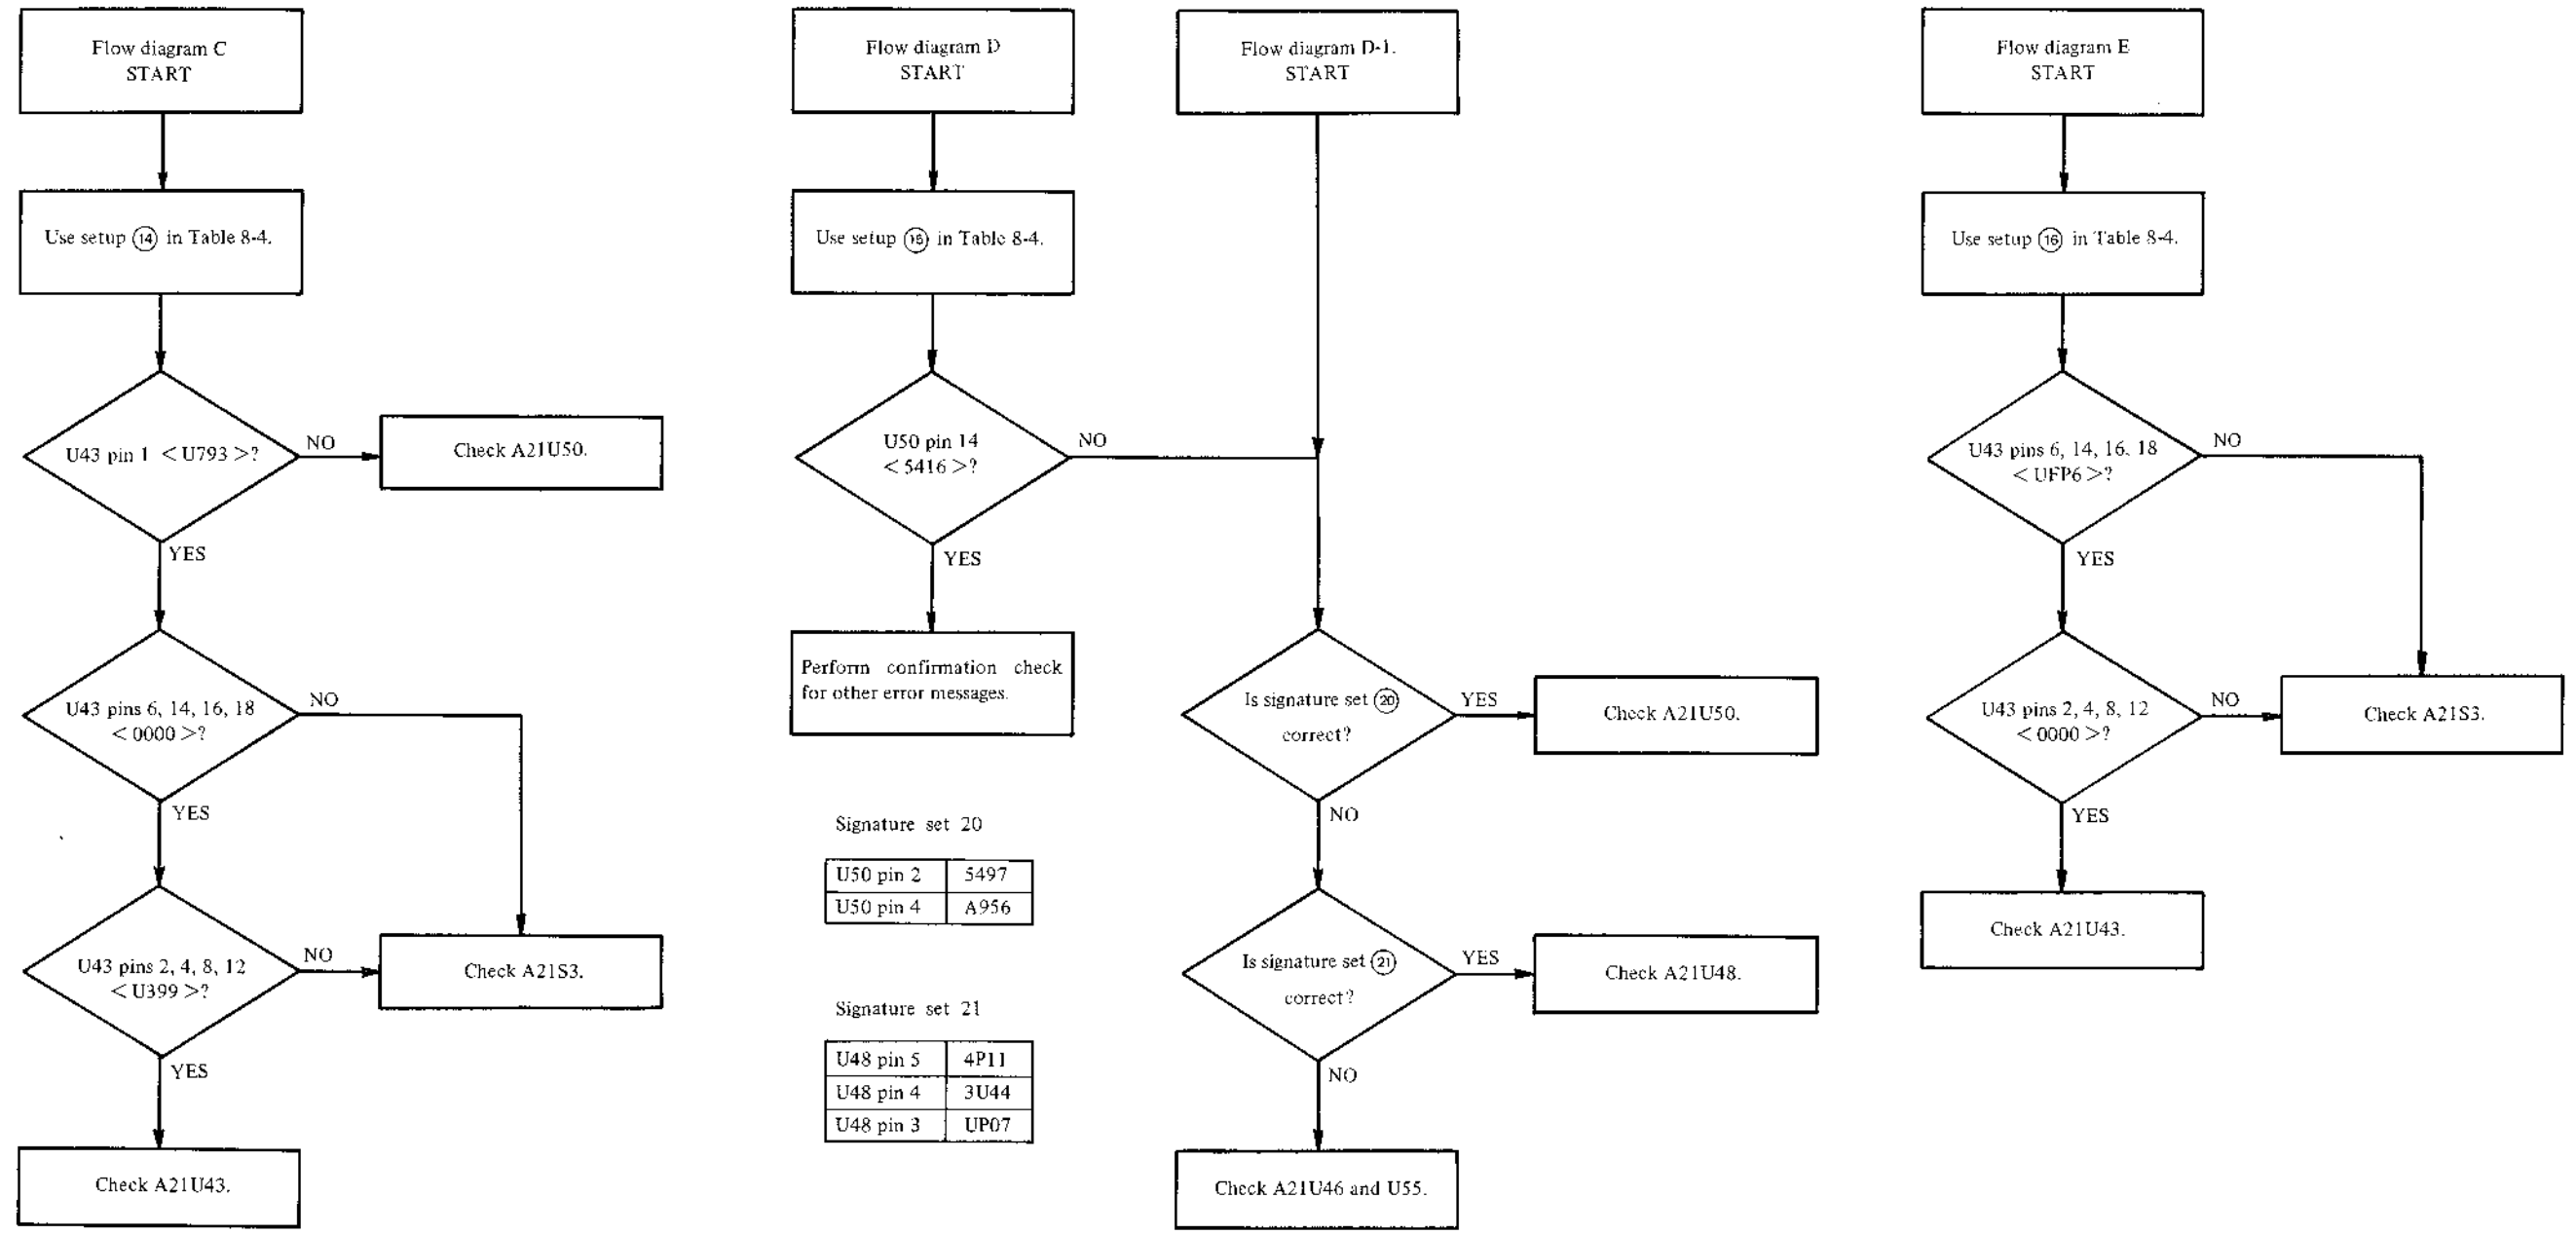 Flow diagram C
START
Use setup 14 in Table 8-4.
U43 pin 1 <U793>?
NO
Check A21U50.
YES
U43 pins 6, 14, 16, 18
<0000>?
NO
YES
U43 pins 2, 4, 8, 12
<U399>?
NO
Check A21S3.
YES
Check A21U43.
Flow diagram D
START
Use setup 15 in Table 8-4.
U50 pin 14
<5416>?
NO
YES
Perform confirmation check
for other error messages.
Signature set 20
U50 pin 2 5497
U50 pin 4 A956
Signature set 21
U48 pin 5 4P11
U48 pin 4 3U44
U48 pin 3 UP07
Flow diagram D-1.
START
Is signature set 20
correct?
YES
Check A21U50.
NO
Is signature set 21
correct?
YES
Check A21U48.
NO
Check A21U46 and U55.
Flow diagram E
START
Use setup 16 in Table 8-4.
U43 pins 6, 14, 16, 18
<UFP6>?
NO
YES
U43 pins 2, 4, 8, 12
<0000>?
NO
Check A21S3.
YES
Check A21U43.